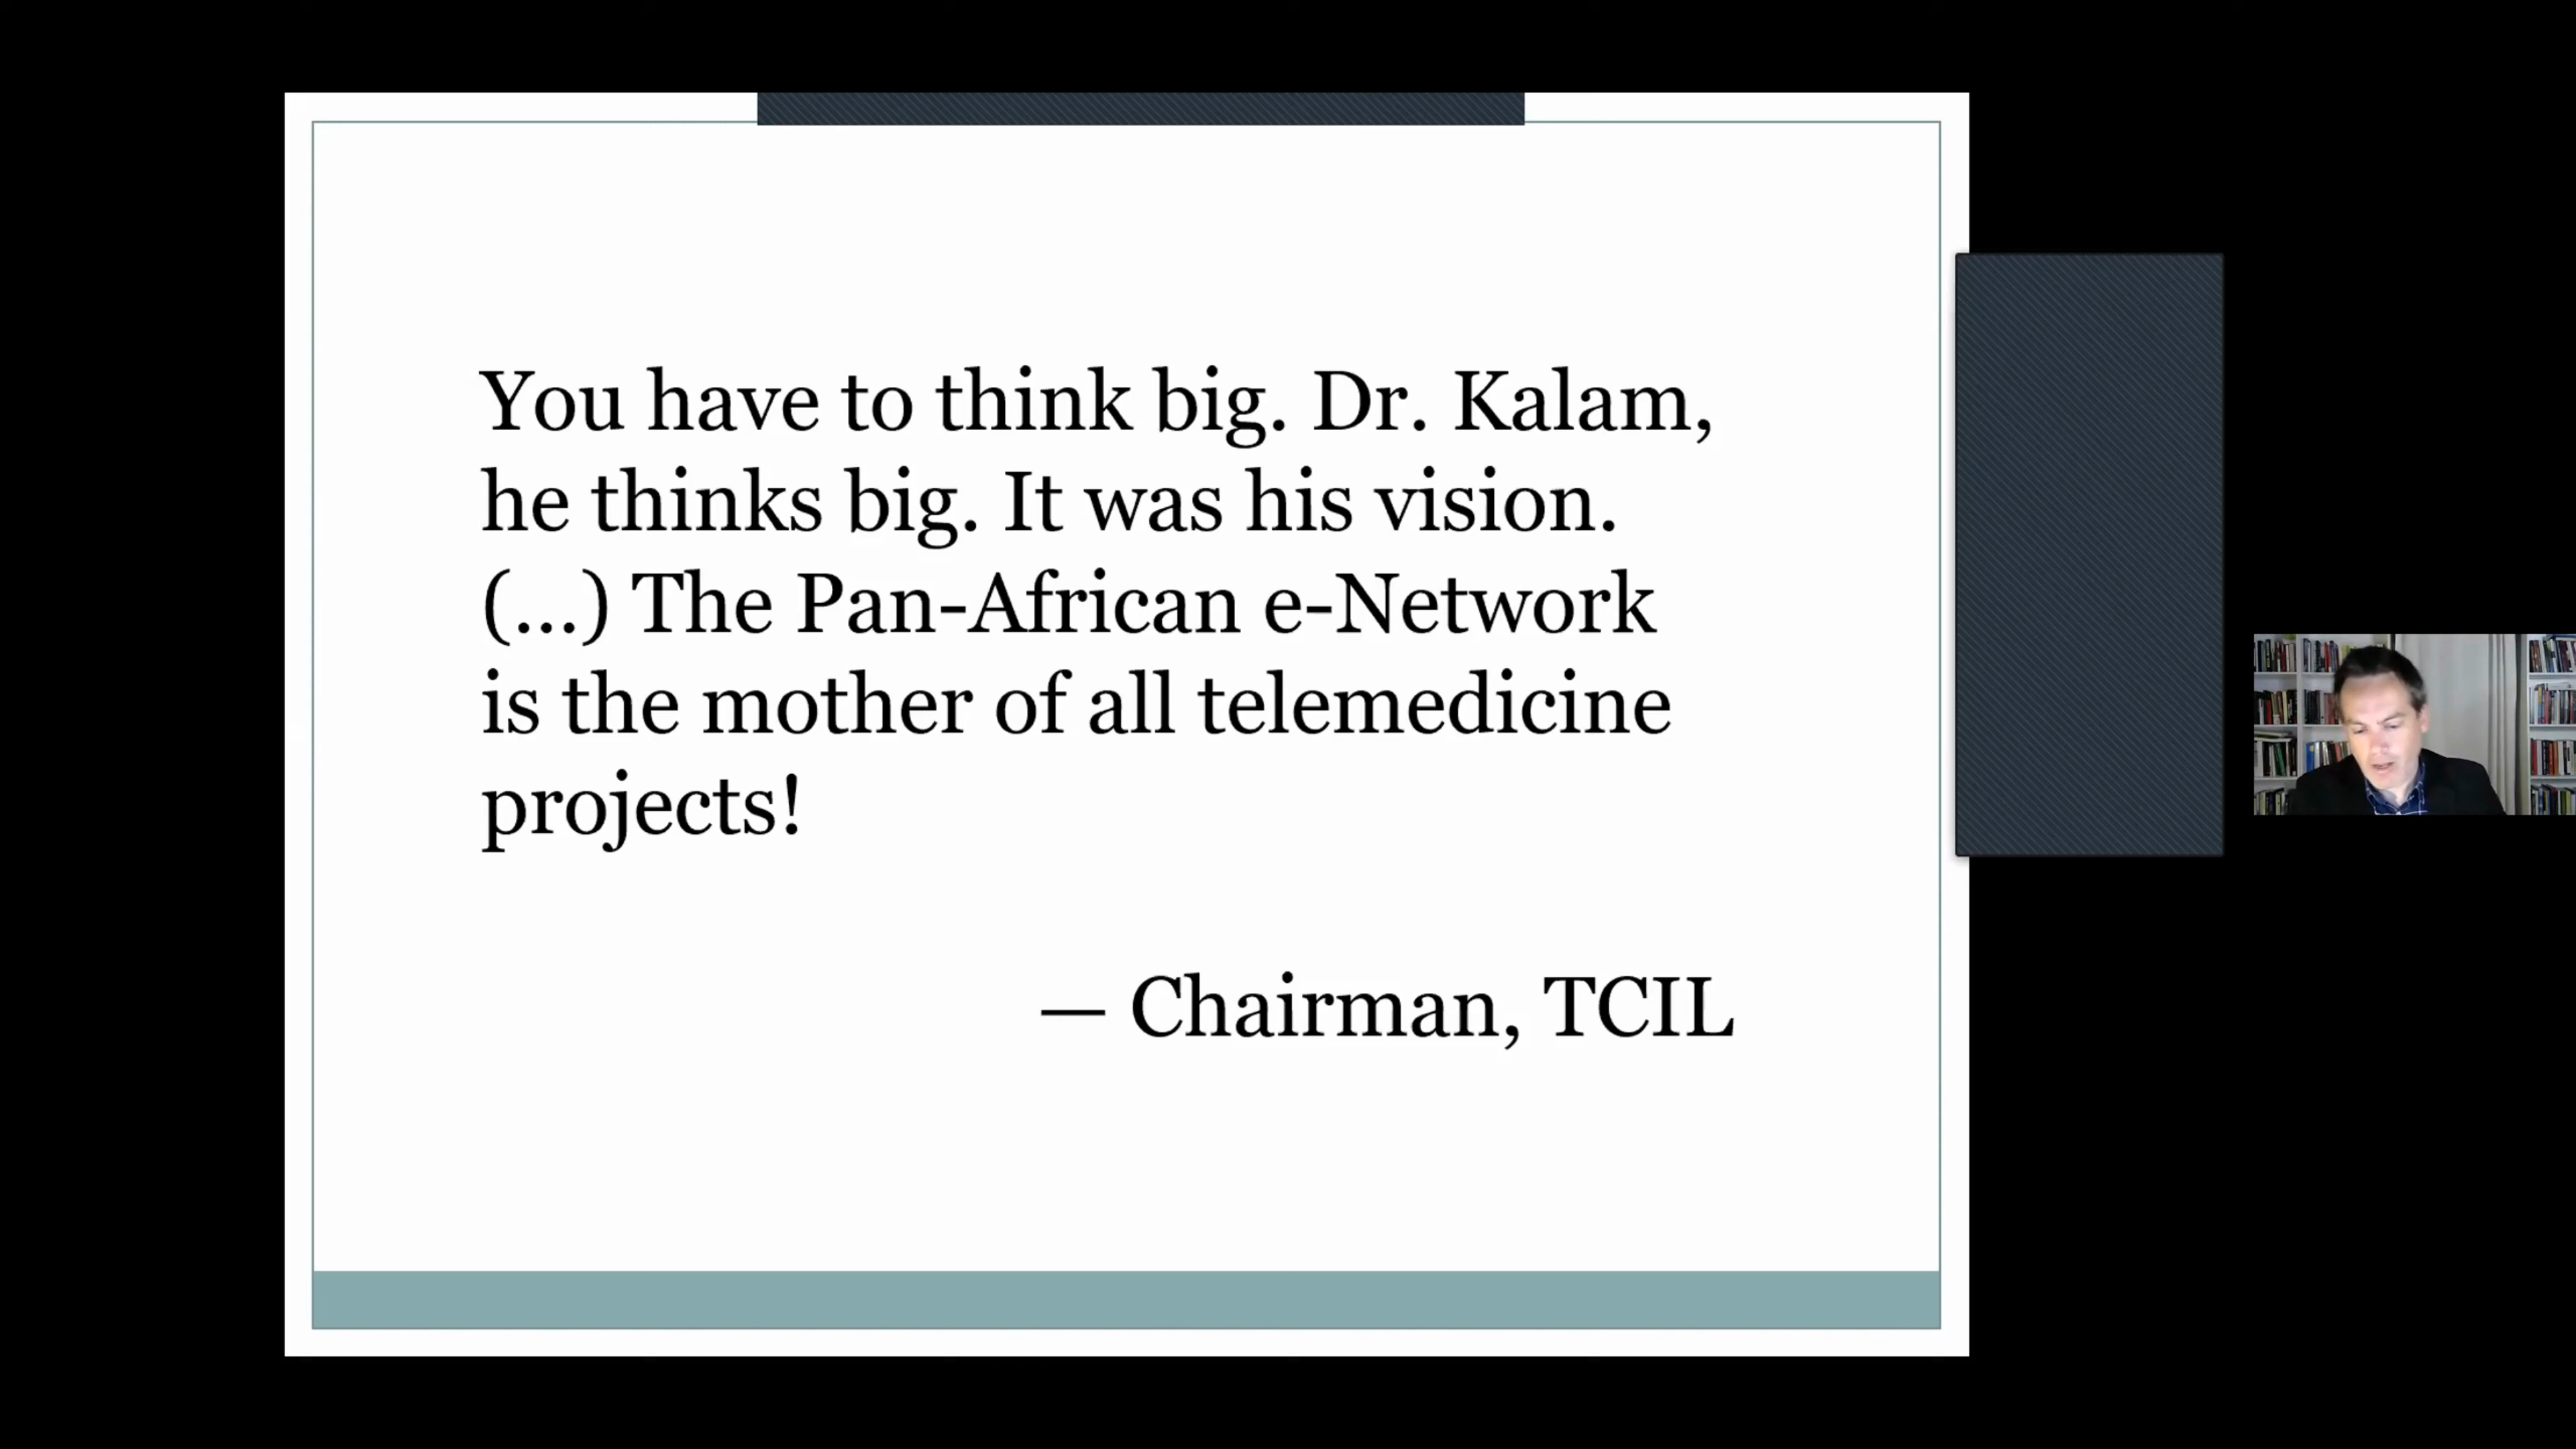 You have to think big. Dr. Kalam,
he thinks big. It was his vision.
(...) The Pan-African e-Network
is the mother of all telemedicine
projects!
— Chairman, TCIL